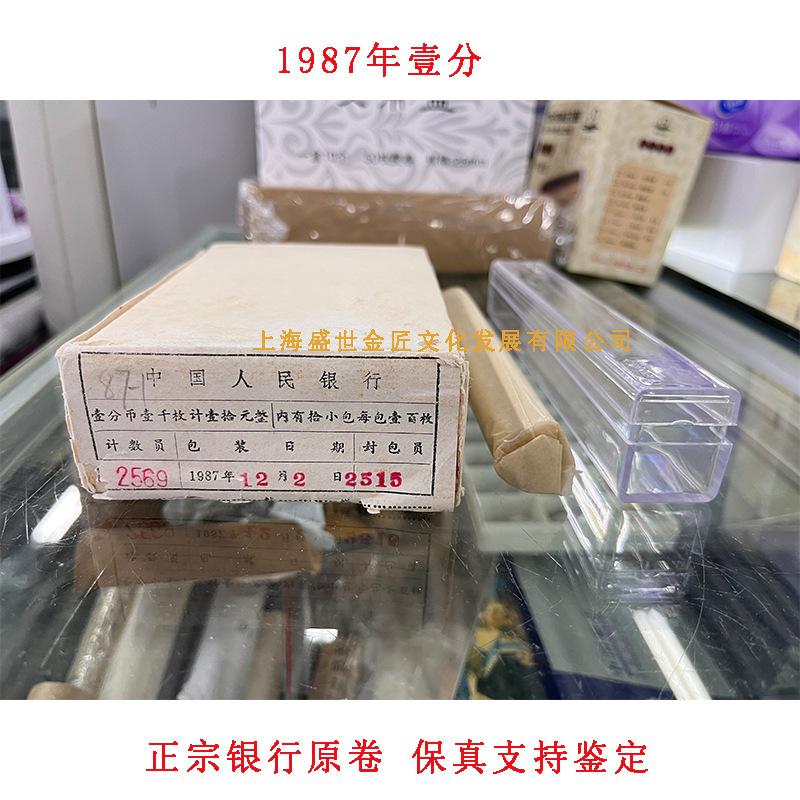 1987年壹分
上海盛世金匠文化发展有限公司
87-1
中国人民银行
壹分币壹千枚计壹拾元整 内有拾小包每包壹百枚
计数员 包装日期 封包员
2569 1987年12月2日 2515
正宗银行原卷 保真支持鉴定